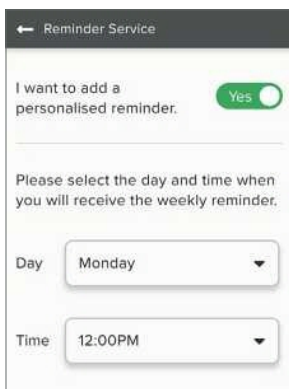 Reminder Service
I want to add a
personalised reminder.
Yes
Please select the day and time when
you will receive the weekly reminder.
Day
Monday
Time
12:00PM